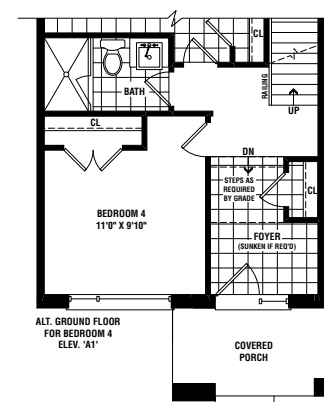 CL
RAILING
BATH
UP
CL
DN
STEPS AS
REQUIRED
BY GRADE
CL
BEDROOM 4
11'0" X 9'10"
FOYER
(SUNKEN IF REQ'D)
ALT. GROUND FLOOR
FOR BEDROOM 4
ELEV. 'A1'
COVERED
PORCH